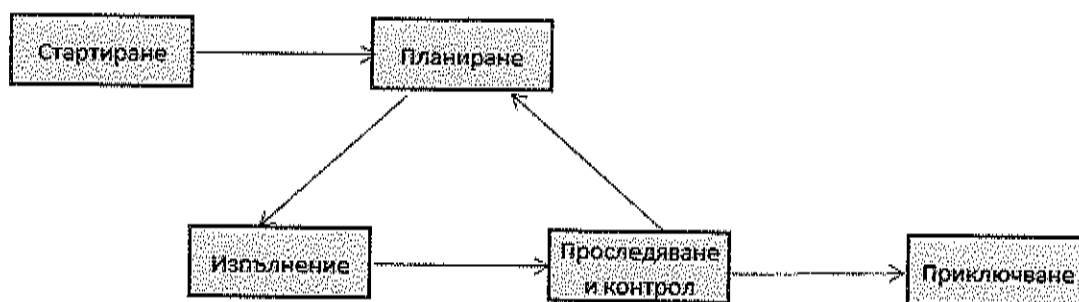 Стартиране
Планиране
Изпълнение
Проследяване
и контрол
Приключване